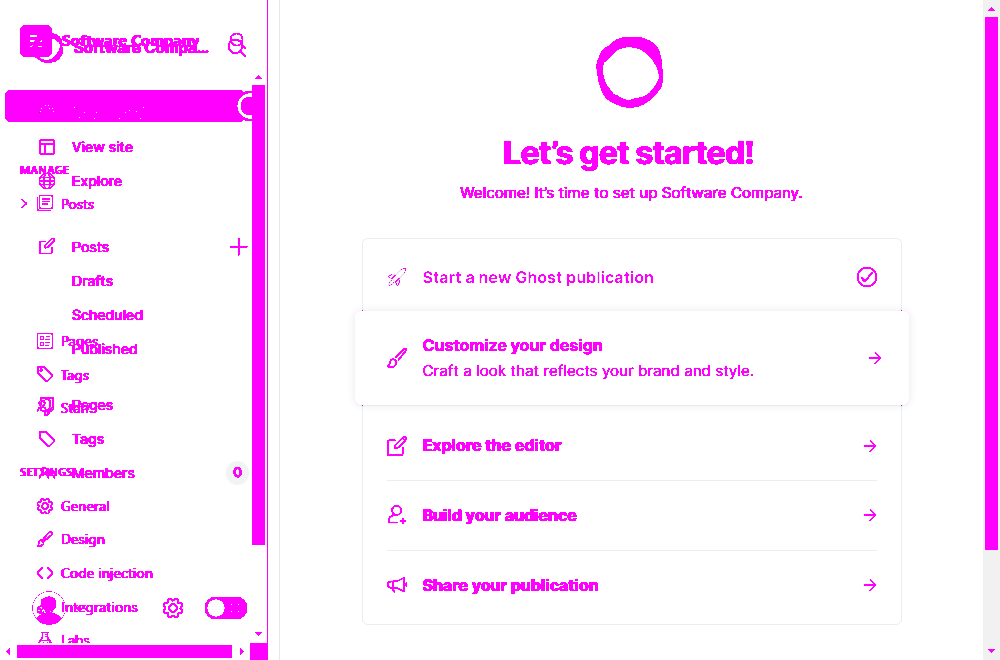 Software Company
Software Compa...
View site
MANAGE
Explore
Posts
Posts
Drafts
Scheduled
Pages
Published
Tags
Staff
Pages
Tags
SETTINGS
Members
0
General
Design
Code injection
Integrations
Labs
Let's get started!
Welcome! It's time to set up Software Company.
Start a new Ghost publication
Customize your design
Craft a look that reflects your brand and style.
Explore the editor
Build your audience
Share your publication